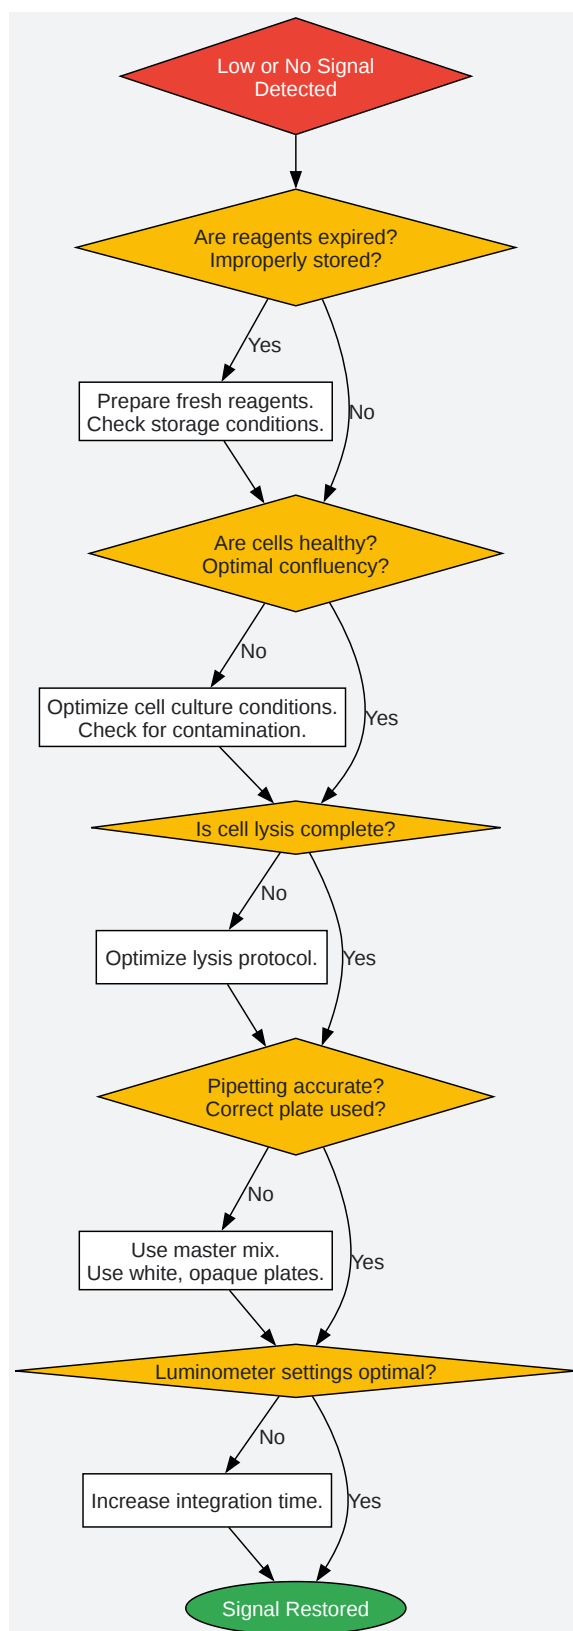 Low or No Signal
Detected
Are reagents expired?
Improperly stored?
Yes
Prepare fresh reagents.
Check storage conditions.
No
Are cells healthy?
Optimal confluency?
No
Optimize cell culture conditions.
Check for contamination.
Yes
Is cell lysis complete?
No
Optimize lysis protocol.
Yes
Pipetting accurate?
Correct plate used?
No
Use master mix.
Use white, opaque plates.
Yes
Luminometer settings optimal?
No
Increase integration time.
Yes
Signal Restored